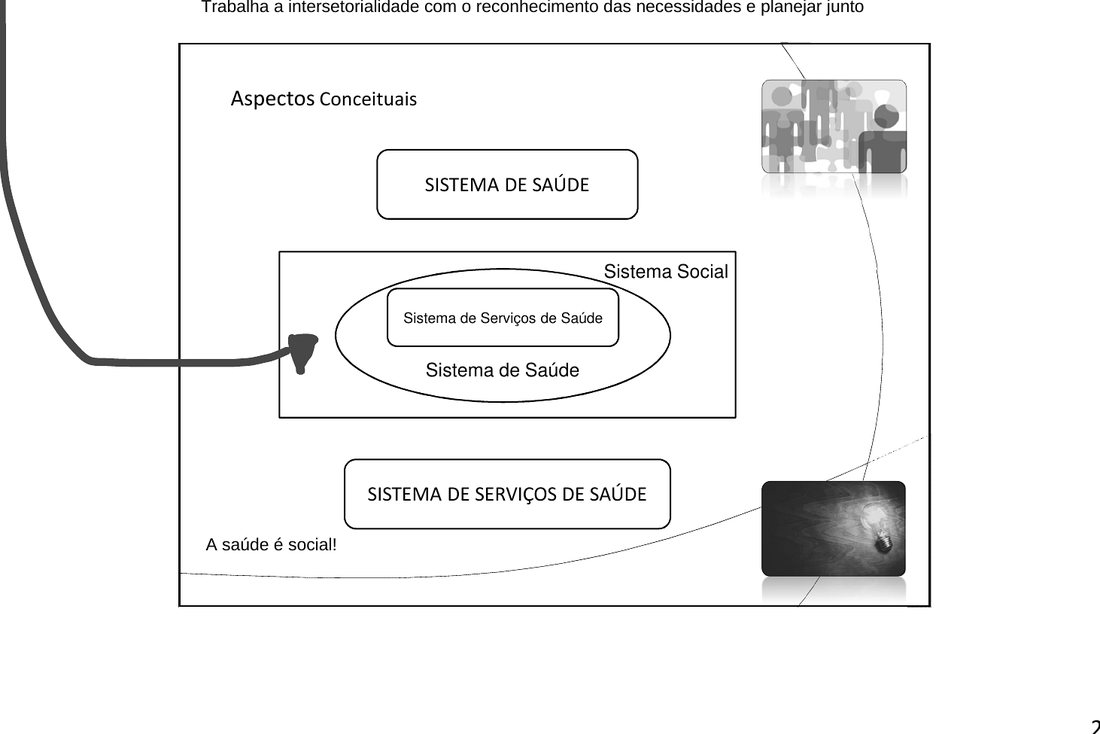 Trabalha a intersetorialidade com o reconhecimento das necessidades e planejar junto
Aspectos Conceituais
SISTEMA DE SAÚDE
Sistema Social
Sistema de Serviços de Saúde
Sistema de Saúde
SISTEMA DE SERVIÇOS DE SAÚDE
A saúde é social!
2